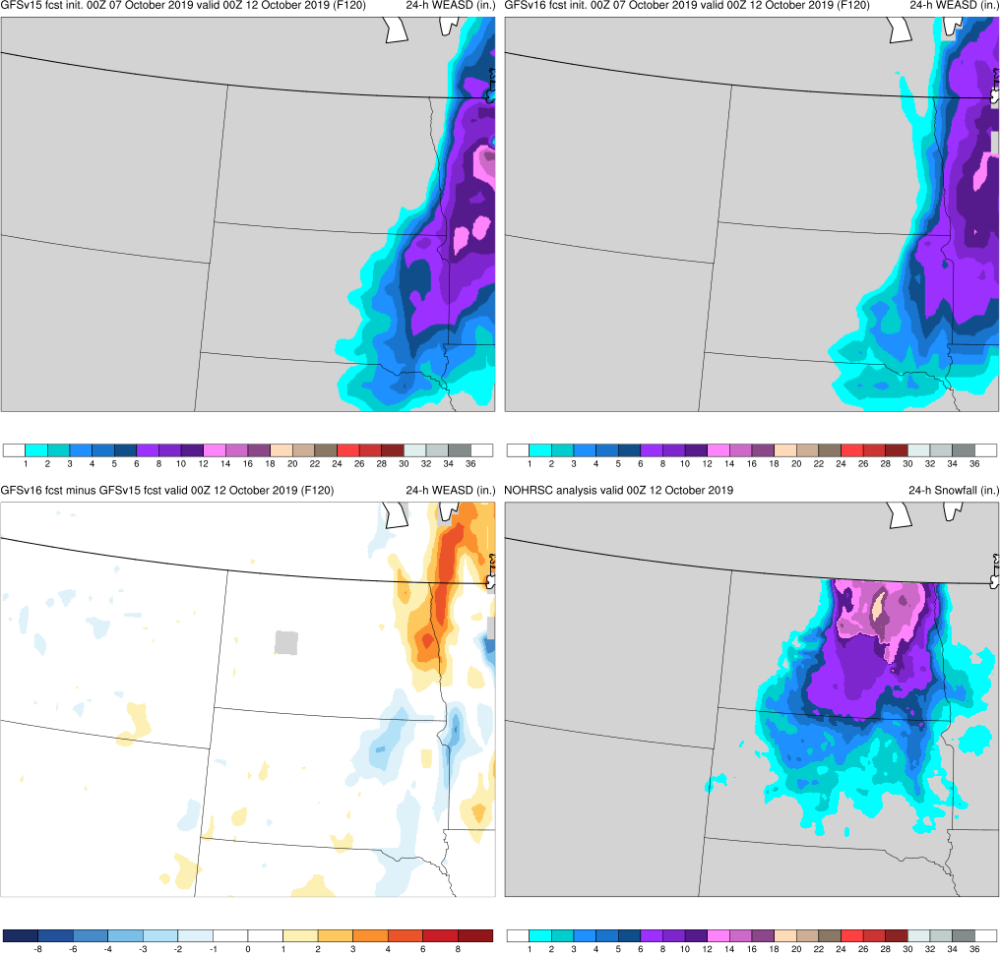 GFSv15 fcst init. 00Z 07 October 2019 valid 00Z 12 October 2019 (F120) 24-h WEASD (in.)
GFSv16 fcst init. 00Z 07 October 2019 valid 00Z 12 October 2019 (F120) 24-h WEASD (in.)
1 2 3 4 5 6 8 10 12 14 16 18 20 22 24 26 28 30 32 34 36
1 2 3 4 5 6 8 10 12 14 16 18 20 22 24 26 28 30 32 34 36
GFSv16 fcst minus GFSv15 fcst valid 00Z 12 October 2019 (F120) 24-h WEASD (in.)
NOHRSC analysis valid 00Z 12 October 2019 24-h Snowfall (in.)
-8 -6 -4 -3 -2 -1 0 1 2 3 4 6 8
1 2 3 4 5 6 8 10 12 14 16 18 20 22 24 26 28 30 32 34 36